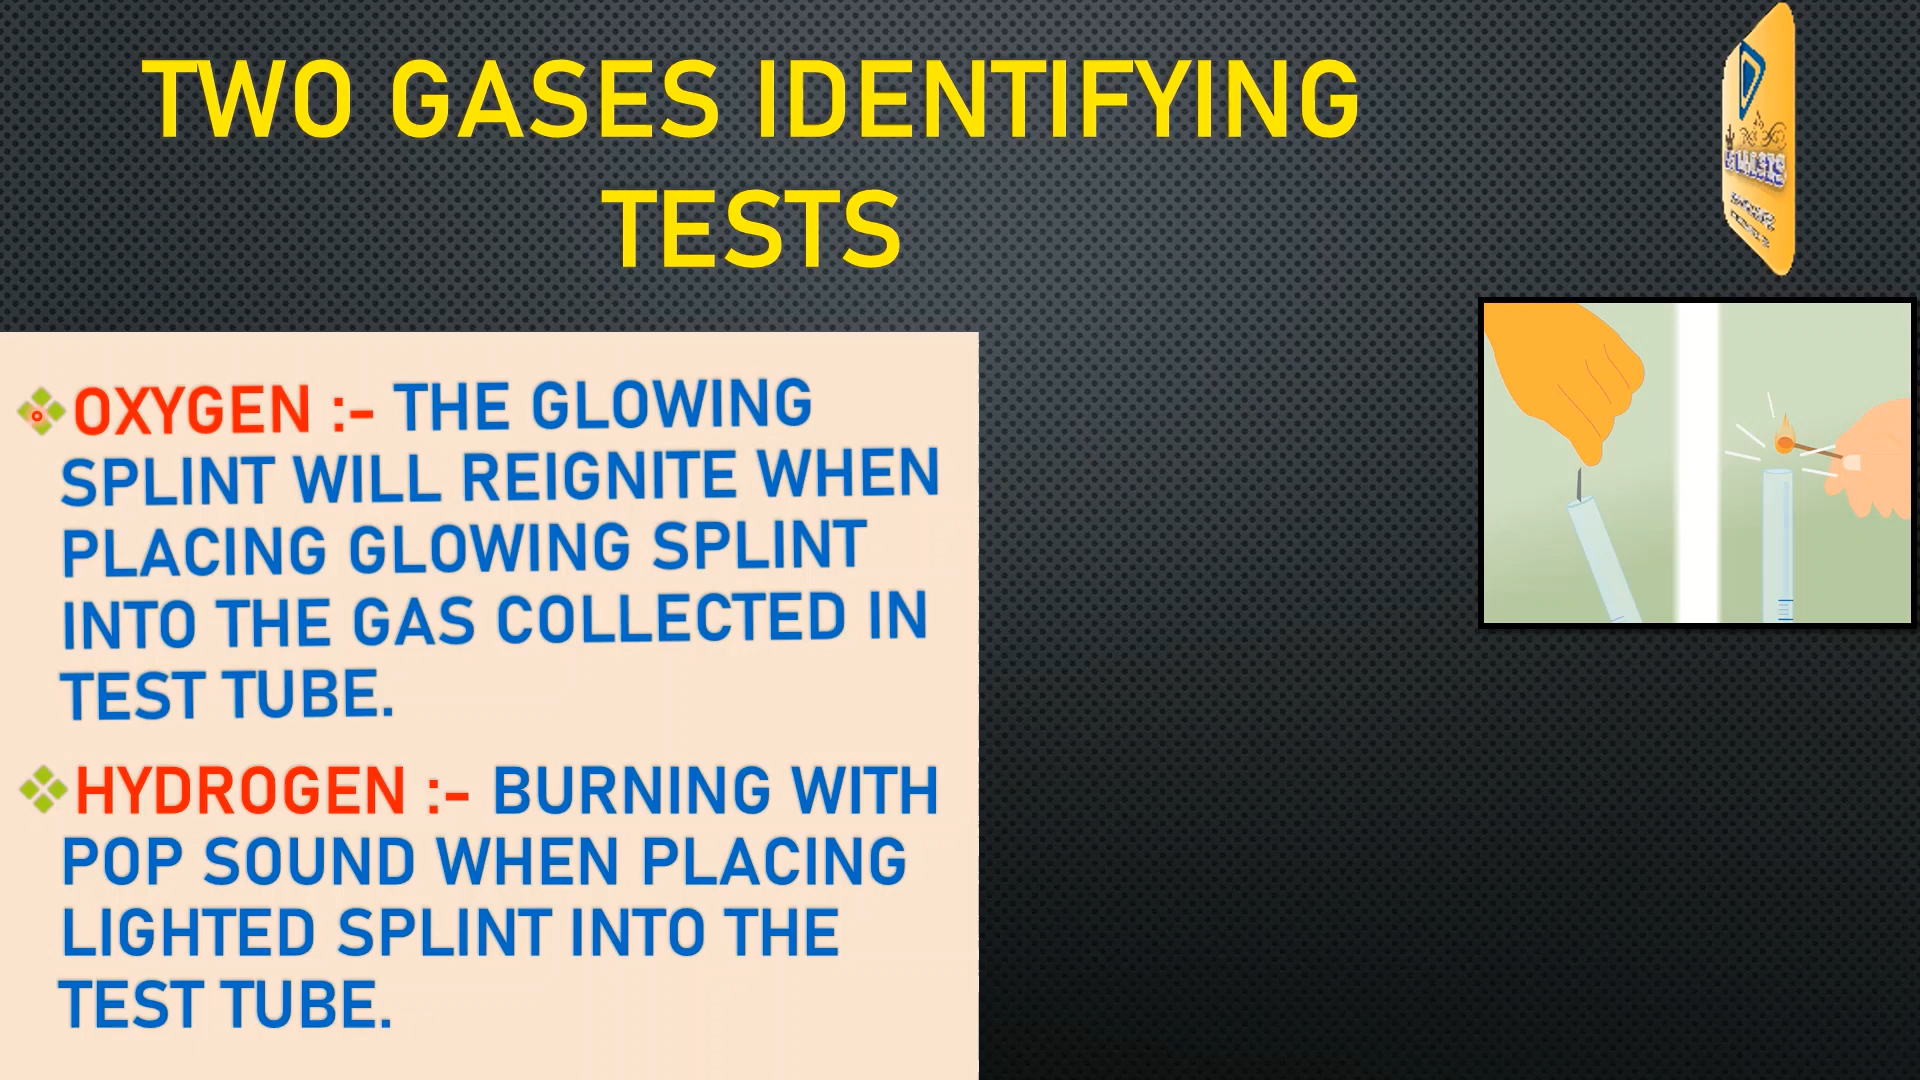 TWO GASES IDENTIFYING
TESTS
OXYGEN :- THE GLOWING
SPLINT WILL REIGNITE WHEN
PLACING GLOWING SPLINT
INTO THE GAS COLLECTED IN
TEST TUBE.
HYDROGEN :- BURNING WITH
POP SOUND WHEN PLACING
LIGHTED SPLINT INTO THE
TEST TUBE.